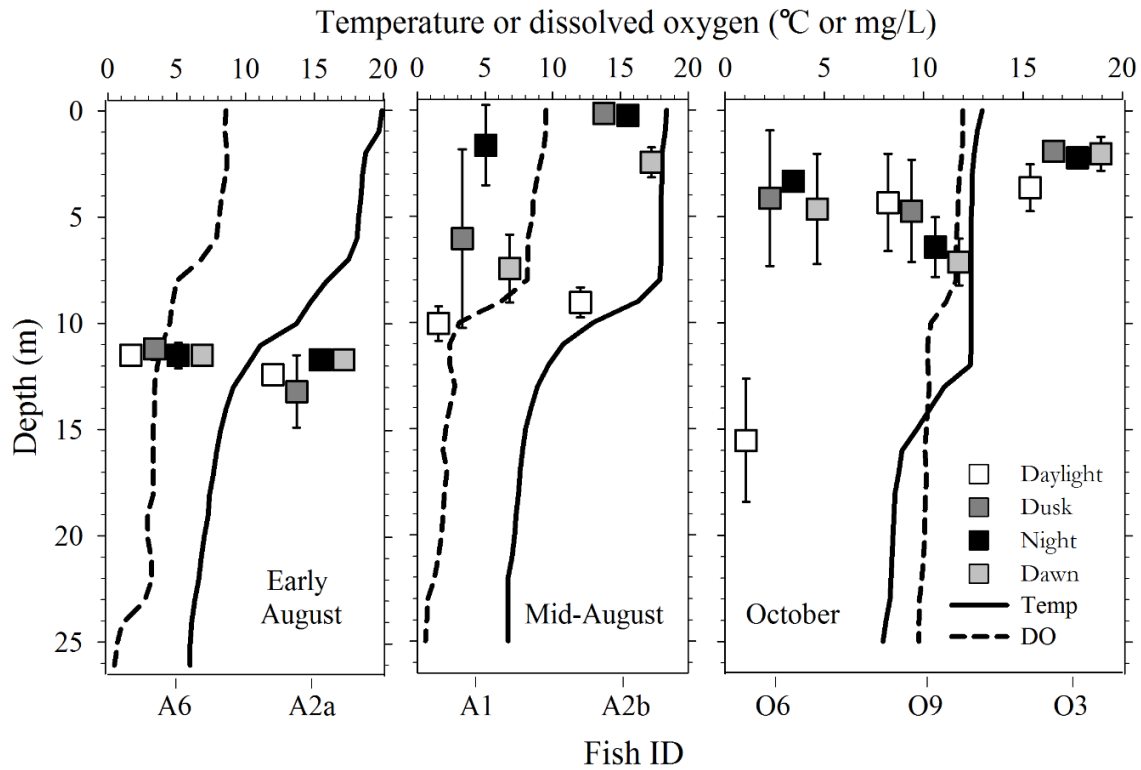 Temperature or dissolved oxygen (℃ or mg/L)
0 5 10 15 20
0 5 10 15 20
0 5 10 15 20
Depth (m)
0
5
10
15
20
25
Early
August
Mid-August
October
Daylight
Dusk
Night
Dawn
Temp
DO
A6 A2a A1 A2b O6 O9 O3
Fish ID